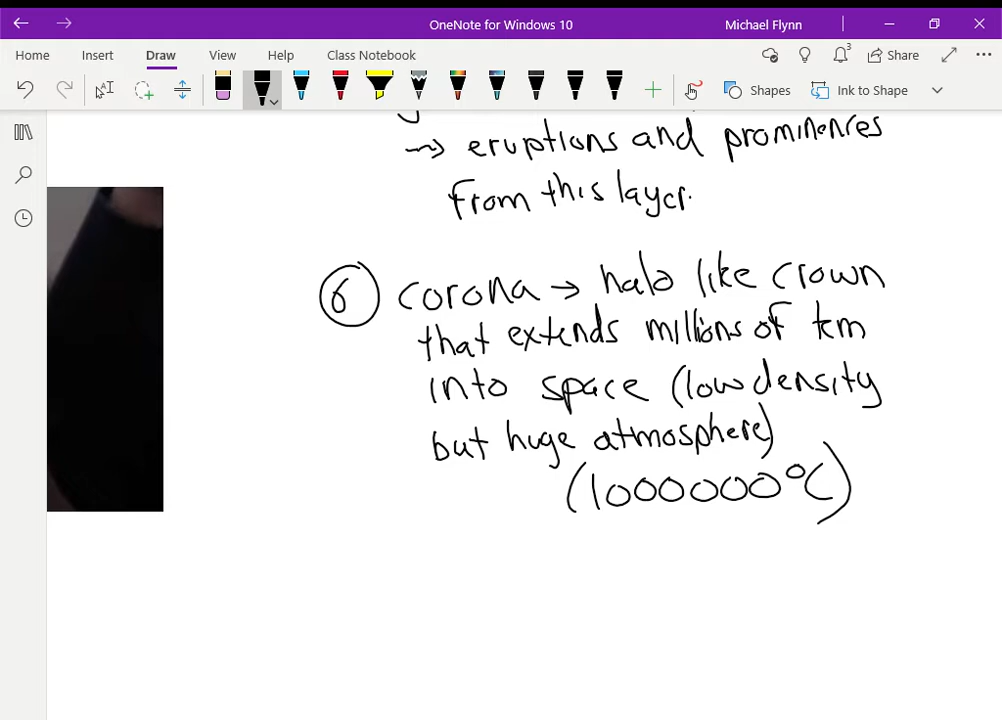 OneNote for Windows 10
Michael Flynn
Home Insert Draw View Help Class Notebook
3 Share
Shapes Ink to Shape
→ eruptions and prominences
from this layer.
6 corona → halo like crown
that extends millions of km
into space (low density
but huge atmosphere)
(1000000°C)